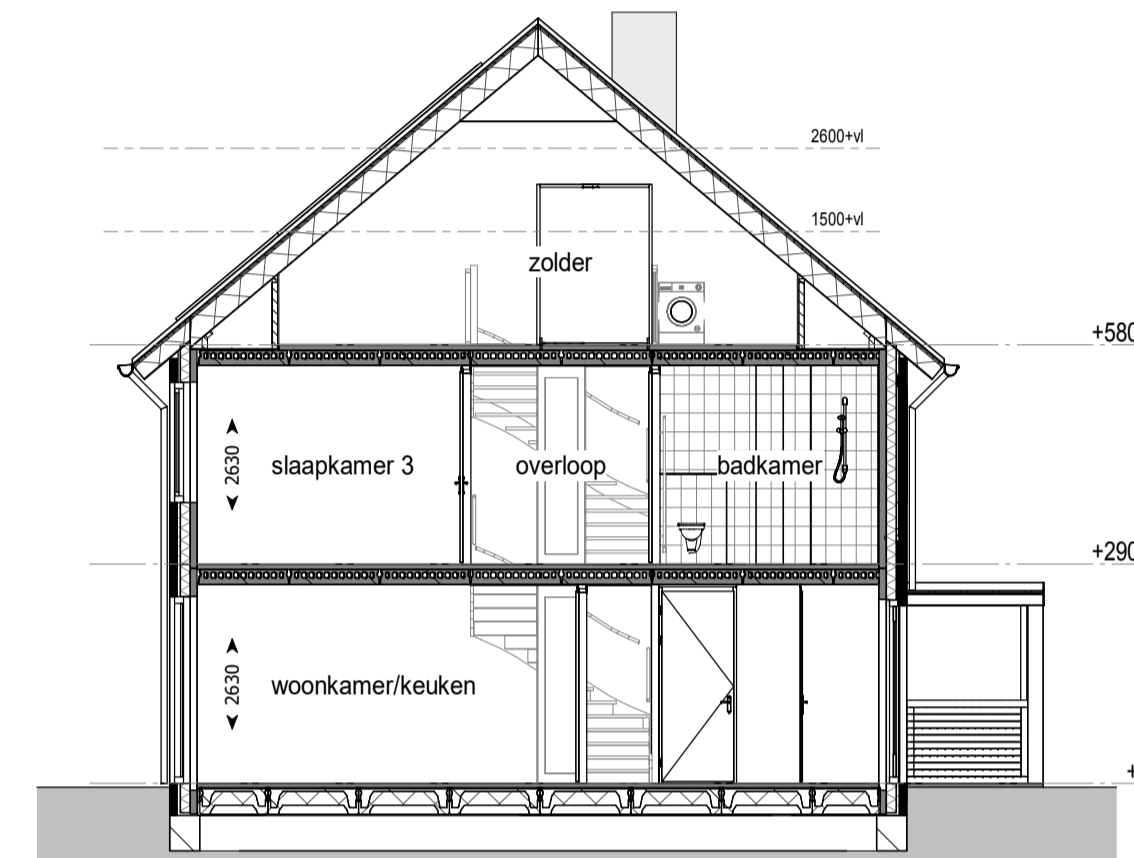 2600+vl
1500+vl
zolder
+580
2630
slaapkamer 3
overloop
badkamer
+290
2630
woonkamer/keuken
+